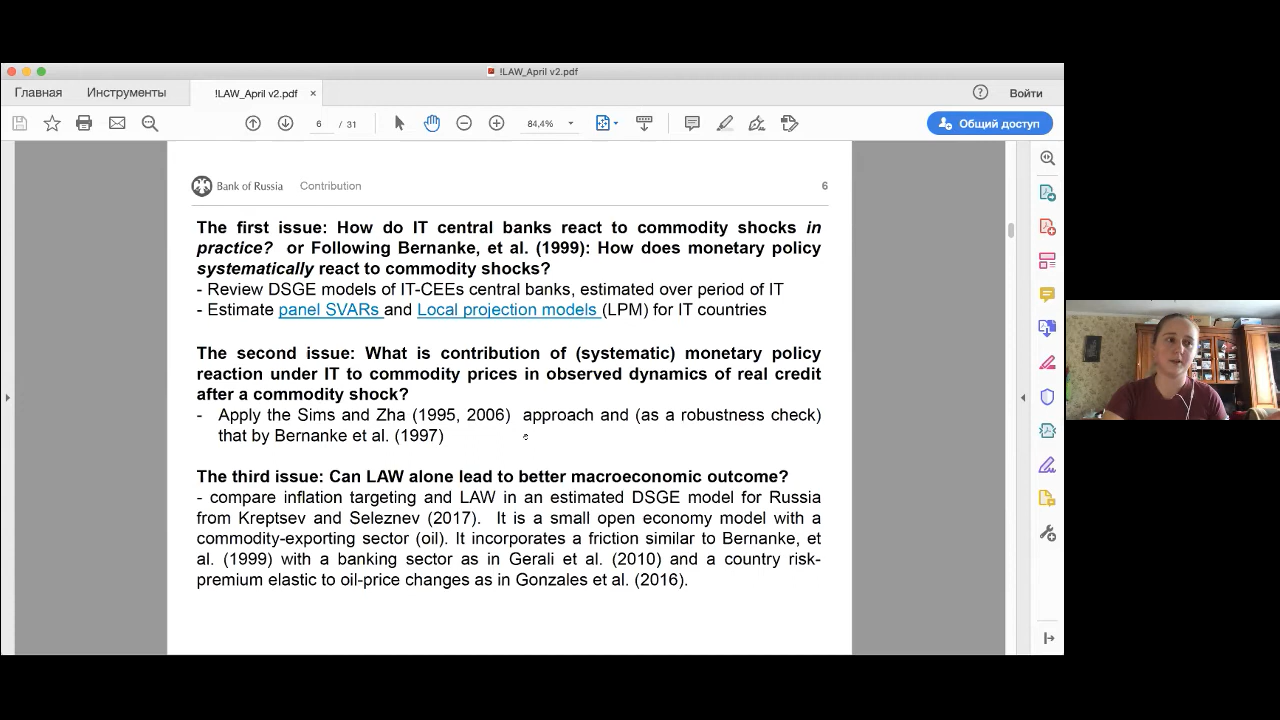 !LAW_April v2.pdf
Главная Инструменты !LAW_April v2.pdf × Войти
6 / 31 84,4% Общий доступ
Bank of Russia Contribution 6
The first issue: How do IT central banks react to commodity shocks in
practice? or Following Bernanke, et al. (1999): How does monetary policy
systematically react to commodity shocks?
- Review DSGE models of IT-CEEs central banks, estimated over period of IT
- Estimate panel SVARs and Local projection models (LPM) for IT countries
The second issue: What is contribution of (systematic) monetary policy
reaction under IT to commodity prices in observed dynamics of real credit
after a commodity shock?
- Apply the Sims and Zha (1995, 2006) approach and (as a robustness check)
that by Bernanke et al. (1997)
The third issue: Can LAW alone lead to better macroeconomic outcome?
- compare inflation targeting and LAW in an estimated DSGE model for Russia
from Kreptsev and Seleznev (2017). It is a small open economy model with a
commodity-exporting sector (oil). It incorporates a friction similar to Bernanke, et
al. (1999) with a banking sector as in Gerali et al. (2010) and a country risk-
premium elastic to oil-price changes as in Gonzales et al. (2016).